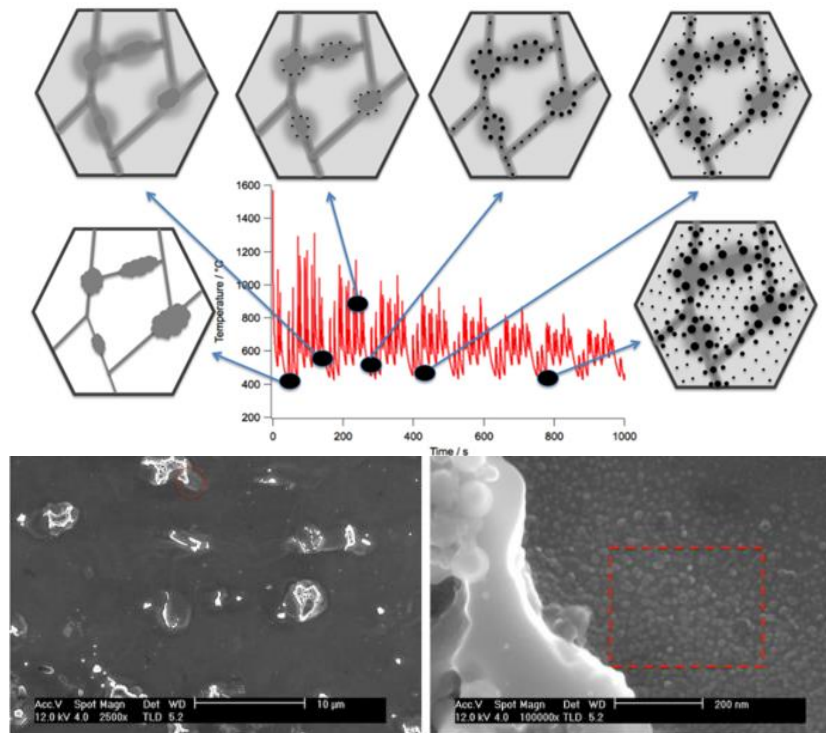 1600
1400
1200
1000
800
600
400
200
Temperature / °C
0
200
400
600
800
1000
Time / s
Acc.V Spot Magn Det WD
12.0 kV 4.0 2500x TLD 5.2
10 µm
Acc.V Spot Magn Det WD
12.0 kV 4.0 100000x TLD 5.2
200 nm